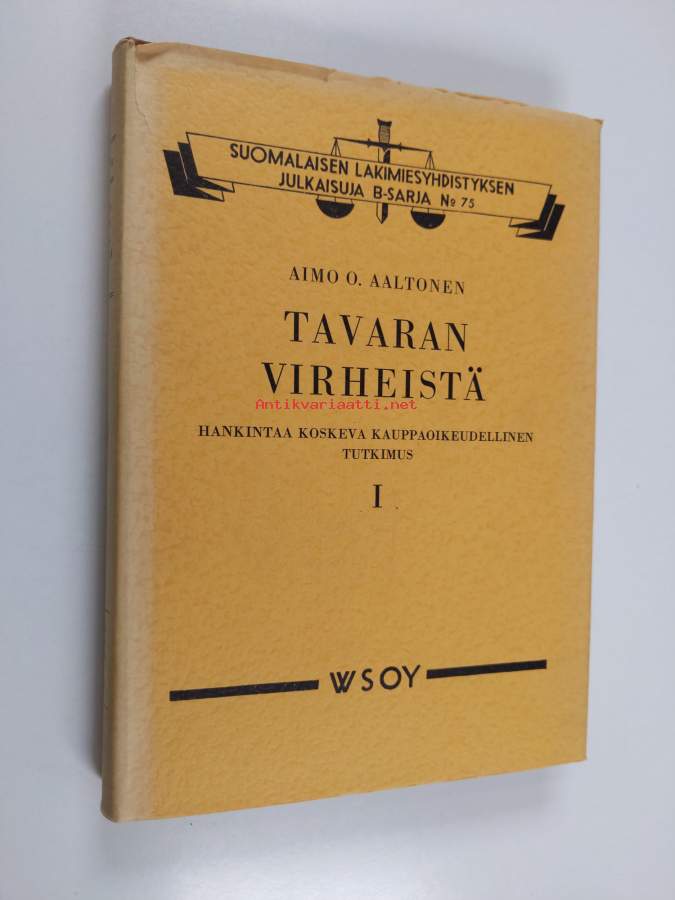 SUOMALAISEN LAKIMIESYHDISTYKSEN
JULKAISUJA B-SARJA № 75
AIMO O. AALTONEN
TAVARAN
VIRHEISTÄ
Antikvariaatti.net
HANKINTAA KOSKEVA KAUPPAOIKEUDELLINEN
TUTKIMUS
I
WSOY